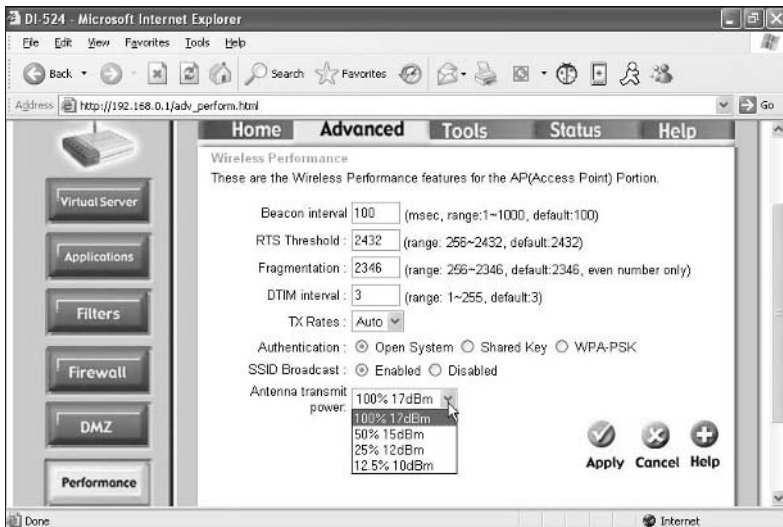 DI-524 - Microsoft Internet Explorer
File Edit View Favorites Tools Help
Back Search Favorites
Address http://192.168.0.1/adv_perform.html Go
Home Advanced Tools Status Help
Wireless Performance
These are the Wireless Performance features for the AP(Access Point) Portion.
Virtual Server
Applications
Filters
Firewall
DMZ
Performance
Beacon interval 100 (msec, range:1~1000, default:100)
RTS Threshold : 2432 (range: 256~2432, default:2432)
Fragmentation : 2346 (range: 256~2346, default:2346, even number only)
DTIM interval : 3 (range: 1~255, default:3)
TX Rates : Auto
Authentication : Open System Shared Key WPA-PSK
SSID Broadcast : Enabled Disabled
Antenna transmit power: 100% 17dBm
100% 17dBm
50% 15dBm
25% 12dBm
12.5% 10dBm
Apply Cancel Help
Done Internet